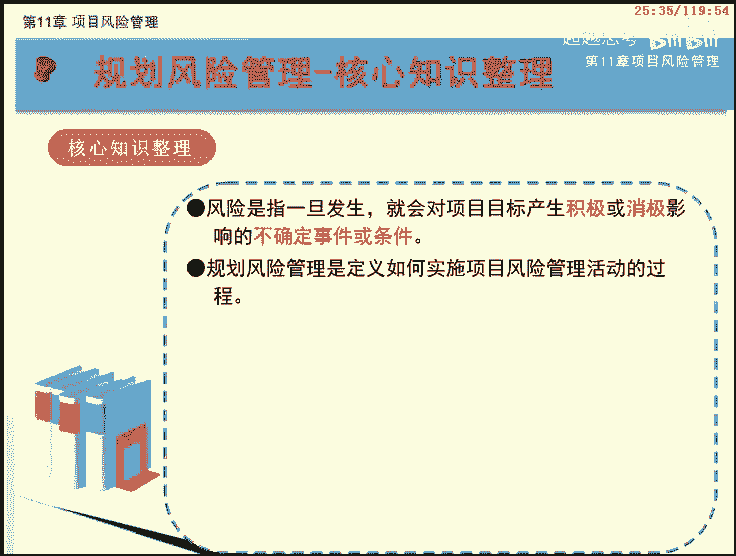 25:35/119:54
第11章 项目风险管理
规划风险管理-核心知识整理
第11章项目风险管理
核心知识整理
●风险是指一旦发生，就会对项目目标产生积极或消极影
响的不确定事件或条件。
●规划风险管理是定义如何实施项目风险管理活动的过
程。